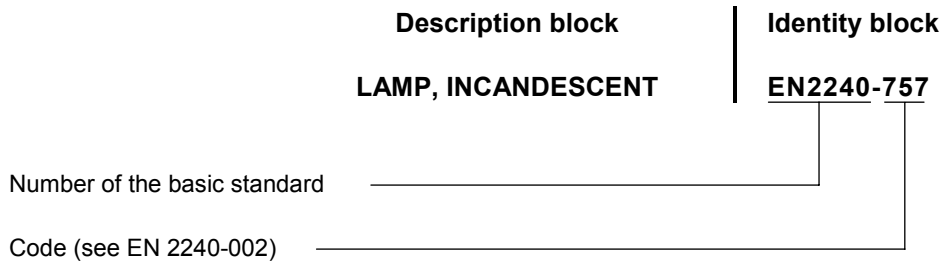 Description block Identity block
LAMP, INCANDESCENT EN2240-757
Number of the basic standard
Code (see EN 2240-002)